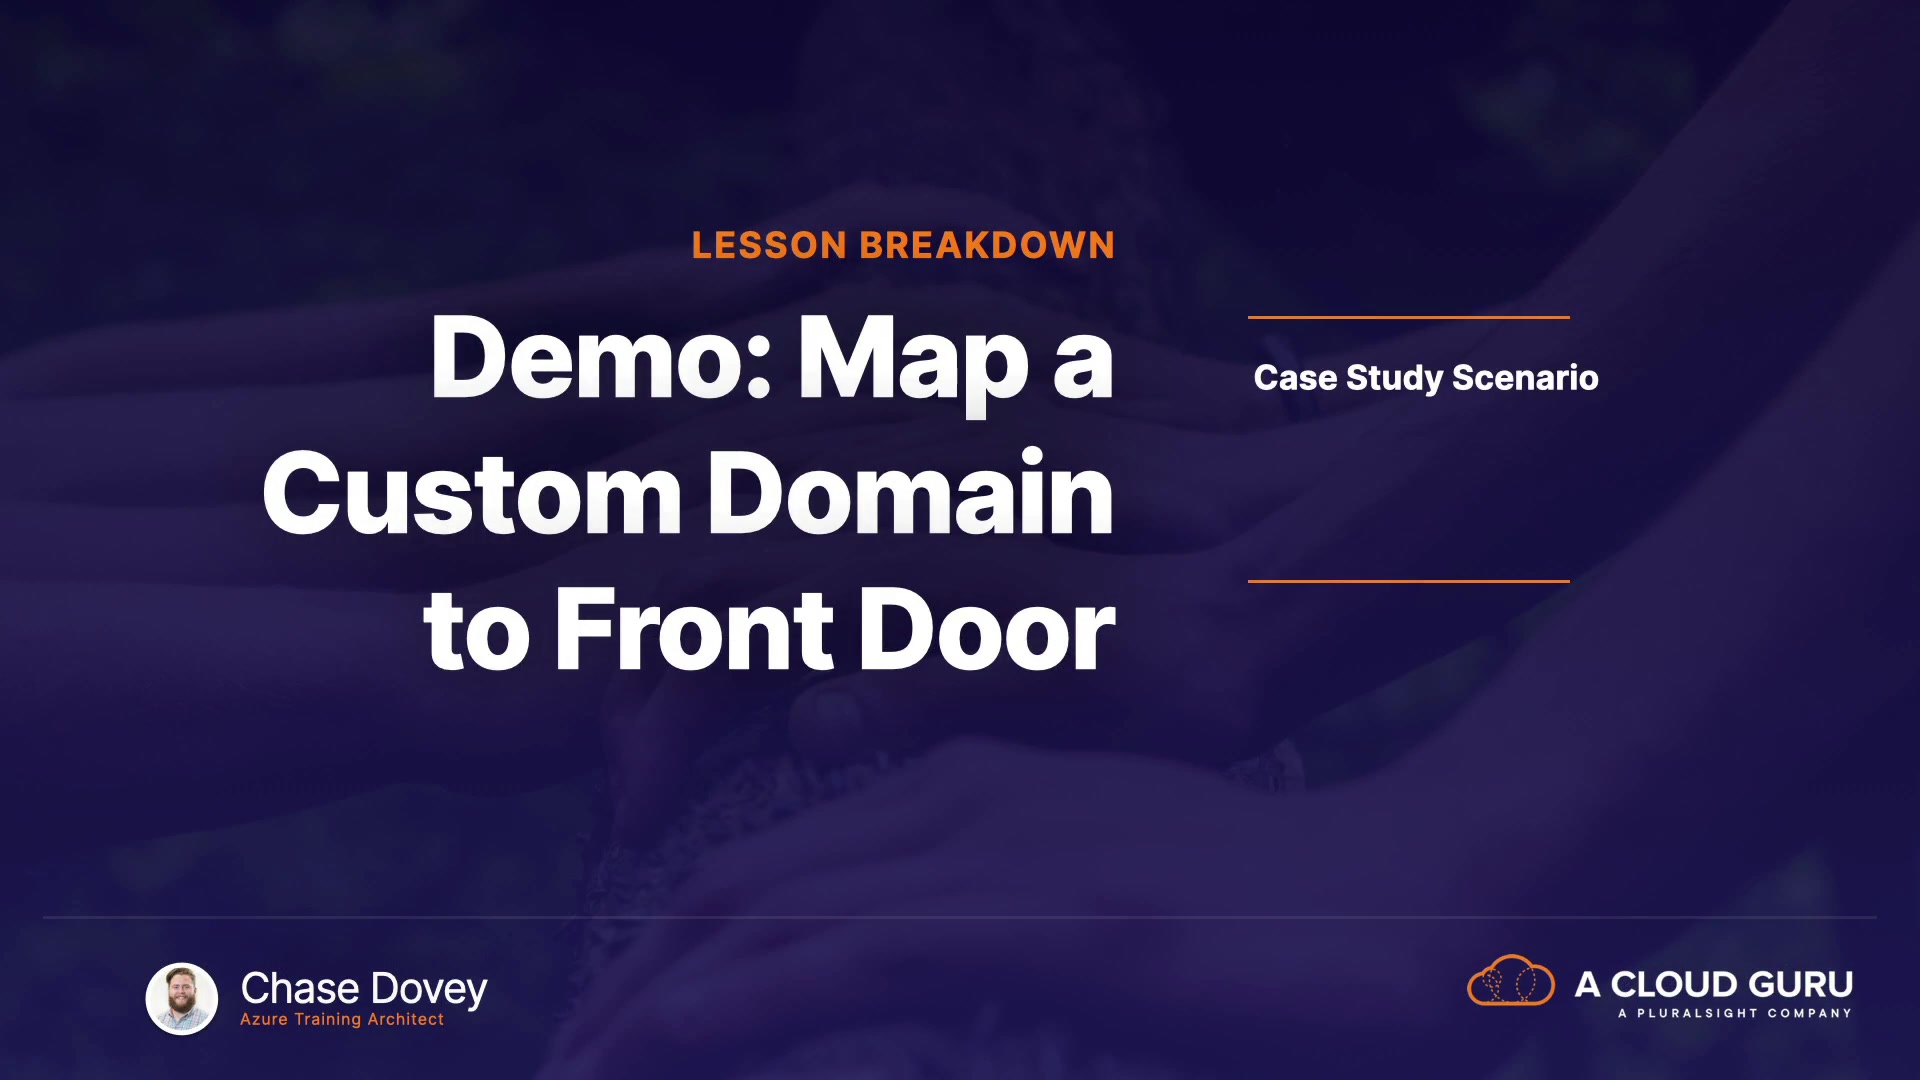 LESSON BREAKDOWN
Demo: Map a
Custom Domain
to Front Door
Case Study Scenario
Chase Dovey
Azure Training Architect
A CLOUD GURU
A PLURALSIGHT COMPANY